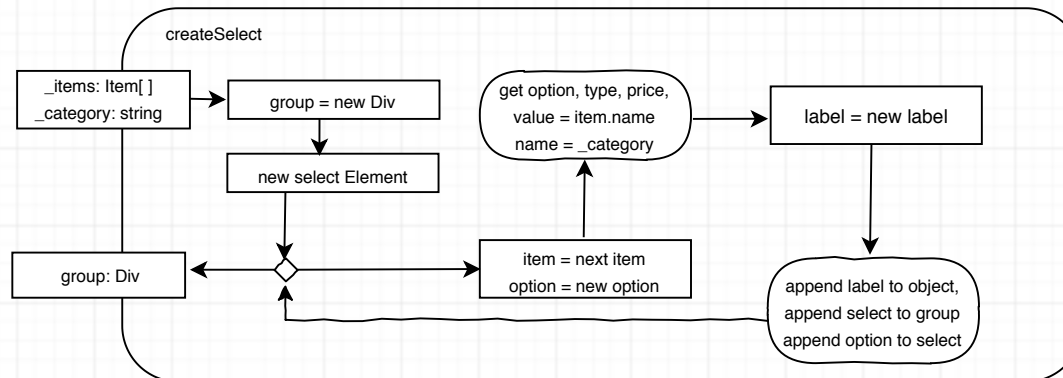 createSelect
_items: Item[ ]
_category: string
group = new Div
new select Element
group: Div
item = next item
option = new option
get option, type, price,
value = item.name
name = _category
label = new label
append label to object,
append select to group
append option to select